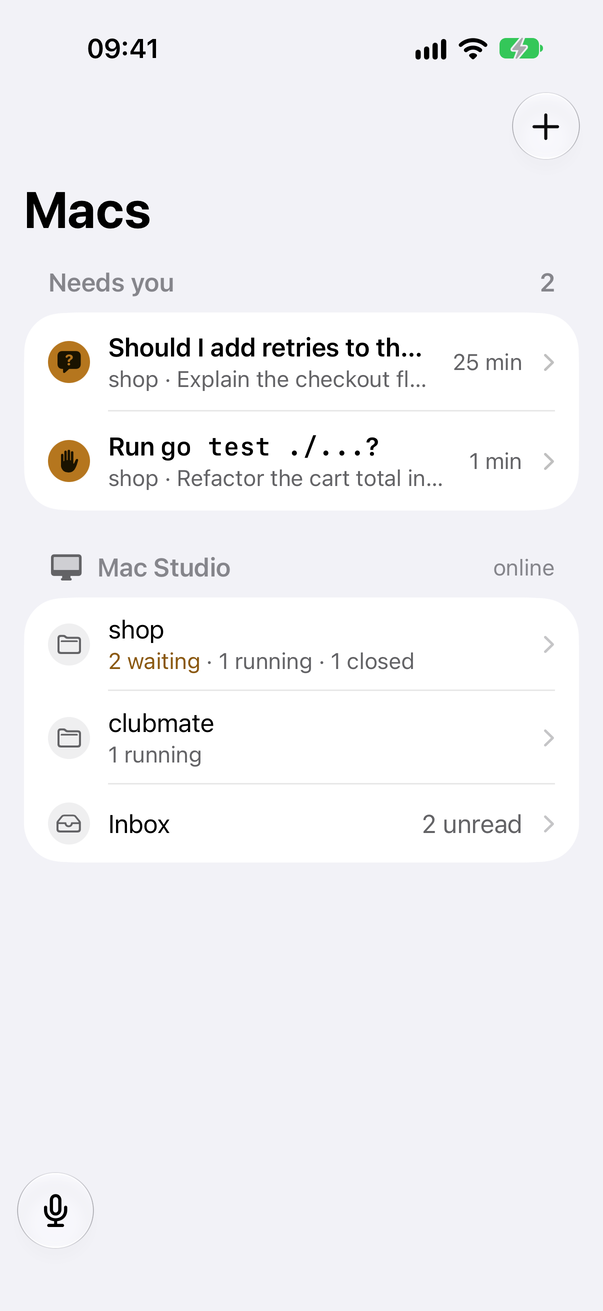 09:41
Macs
Needs you 2
Should I add retries to th...
shop · Explain the checkout fl... 25 min
Run go test ./...?
shop · Refactor the cart total in... 1 min
Mac Studio online
shop
2 waiting · 1 running · 1 closed
clubmate
1 running
Inbox 2 unread